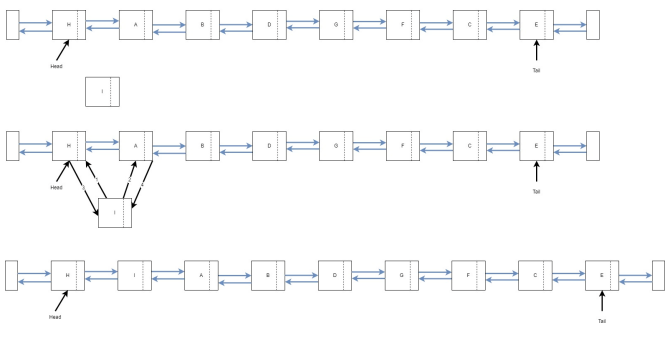 H A B D G F C E
Head
Tail
I
H A B D G F C E
Head
Tail
I
H I A B D G F C E
Head
Tail